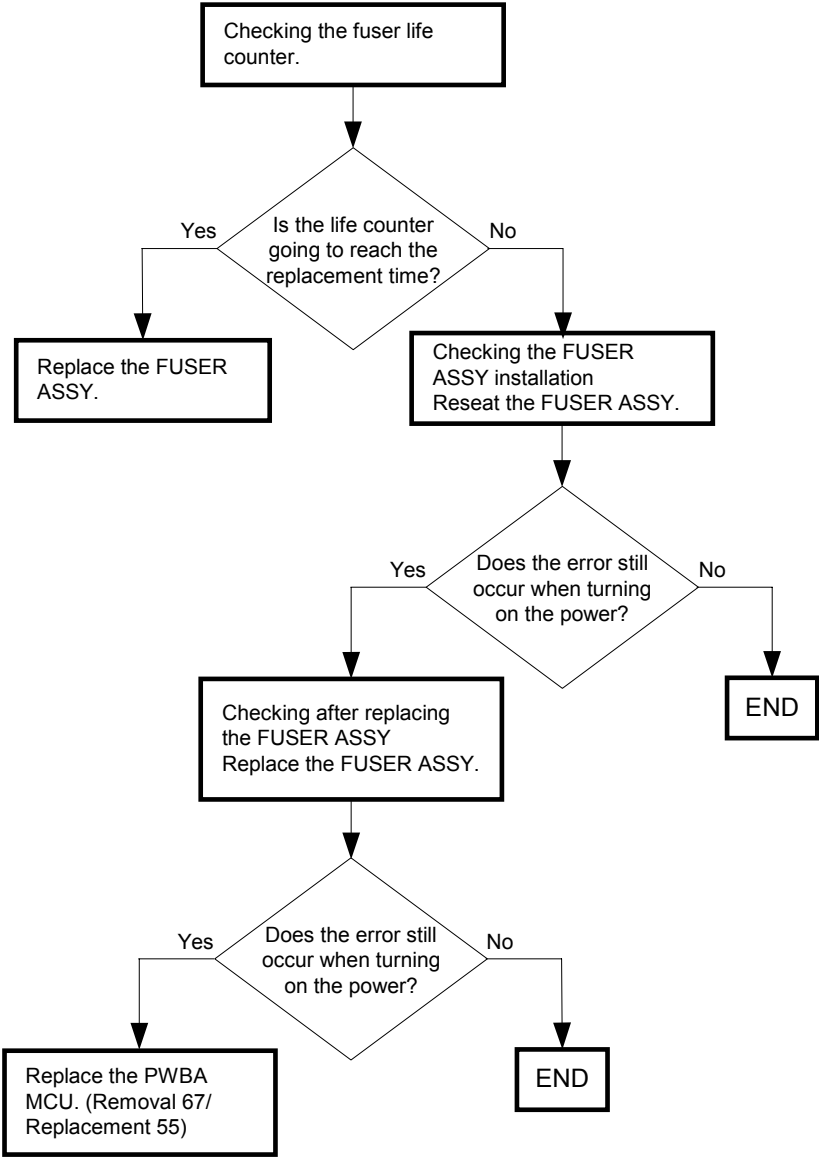 Checking the fuser life
counter.
Is the life counter
going to reach the
replacement time?
Yes
No
Replace the FUSER
ASSY.
Checking the FUSER
ASSY installation
Reseat the FUSER ASSY.
Does the error still
occur when turning
on the power?
Yes
No
Checking after replacing
the FUSER ASSY
Replace the FUSER ASSY.
END
Does the error still
occur when turning
on the power?
Yes
No
Replace the PWBA
MCU. (Removal 67/
Replacement 55)
END